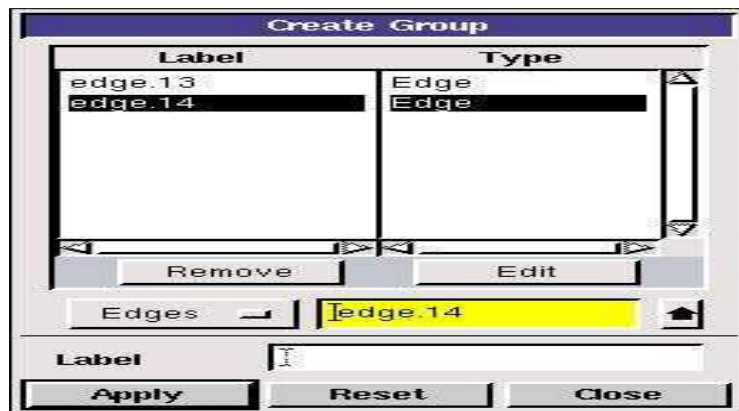 Create Group
Label Type
edge.13 Edge
edge.14 Edge
Remove Edit
Edges edge.14
Label
Apply Reset Close